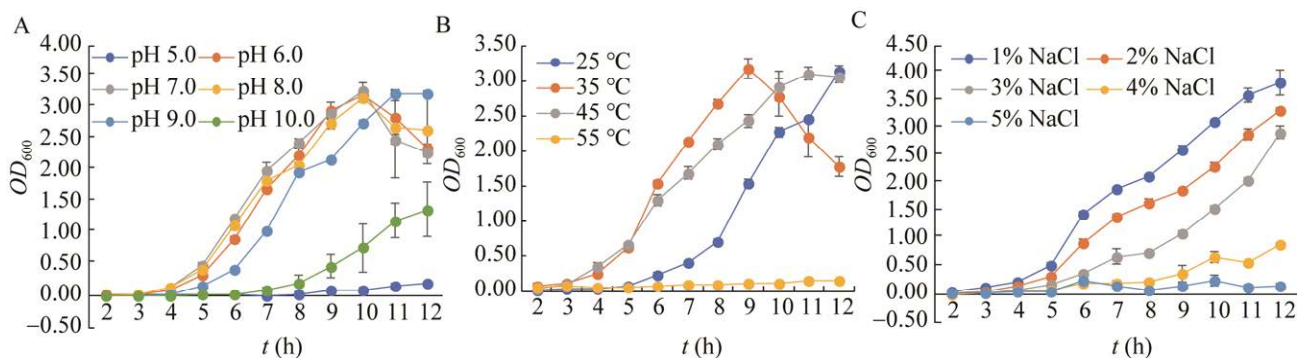 A
4.00
3.50
3.00
2.50
2.00
1.50
1.00
0.50
0.00
–0.50
OD600
pH 5.0 pH 6.0
pH 7.0 pH 8.0
pH 9.0 pH 10.0
2 3 4 5 6 7 8 9 10 11 12
t (h)
B
3.50
3.00
2.50
2.00
1.50
1.00
0.50
0.00
OD600
25 °C
35 °C
45 °C
55 °C
2 3 4 5 6 7 8 9 10 11 12
t (h)
C
4.50
4.00
3.50
3.00
2.50
2.00
1.50
1.00
0.50
0.00
–0.50
OD600
1% NaCl 2% NaCl
3% NaCl 4% NaCl
5% NaCl
2 3 4 5 6 7 8 9 10 11 12
t (h)